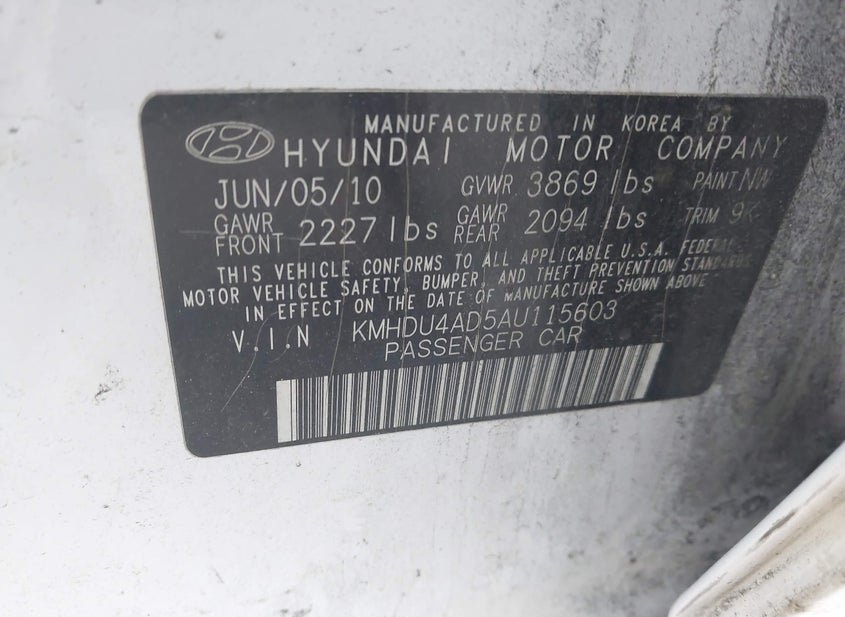 MANUFACTURED IN KOREA BY
HYUNDAI MOTOR COMPANY
JUN/05/10 GVWR 3869 lbs PAINT NW
GAWR FRONT 2227 lbs GAWR REAR 2094 lbs TRIM 9K
THIS VEHICLE CONFORMS TO ALL APPLICABLE U.S.A. FEDERAL
MOTOR VEHICLE SAFETY, BUMPER, AND THEFT PREVENTION STANDARDS
IN EFFECT ON THE DATE OF MANUFACTURE SHOWN ABOVE
V.I.N KMHDU4AD5AU115603
PASSENGER CAR